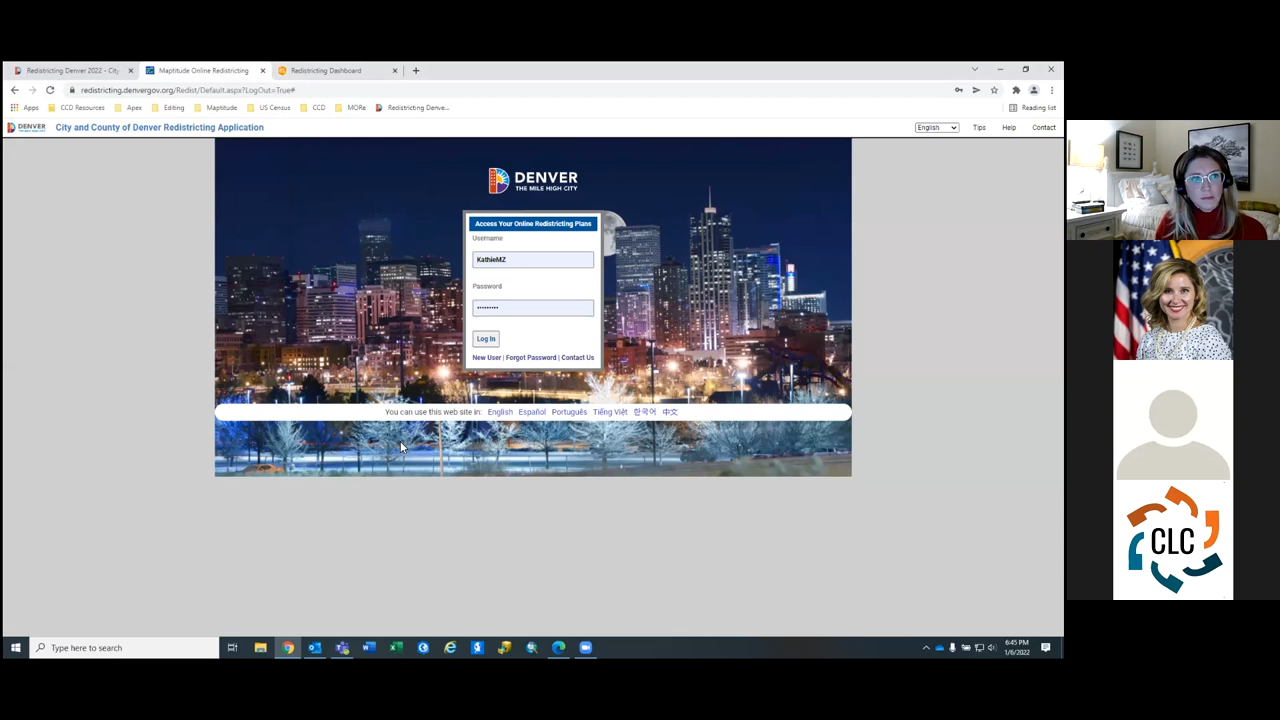 Redistricting Denver 2022 - City
Maptitude Online Redistricting
Redistricting Dashboard
redistricting.denvergov.org/Redist/Default.aspx?LogOut=True#
Apps
CCD Resources
Apex
Editing
Maptitude
US Census
CCD
MORe
Redistricting Denve...
Reading list
DENVER
THE MILE HIGH CITY
City and County of Denver Redistricting Application
English
Tips
Help
Contact
DENVER
THE MILE HIGH CITY
Access Your Online Redistricting Plans
Username
KathieMZ
Password
•••••••••
Log In
New User | Forgot Password | Contact Us
You can use this web site in: English Español Português Tiếng Việt 한국어 中文
CLC
Type here to search
6:45 PM
1/6/2022